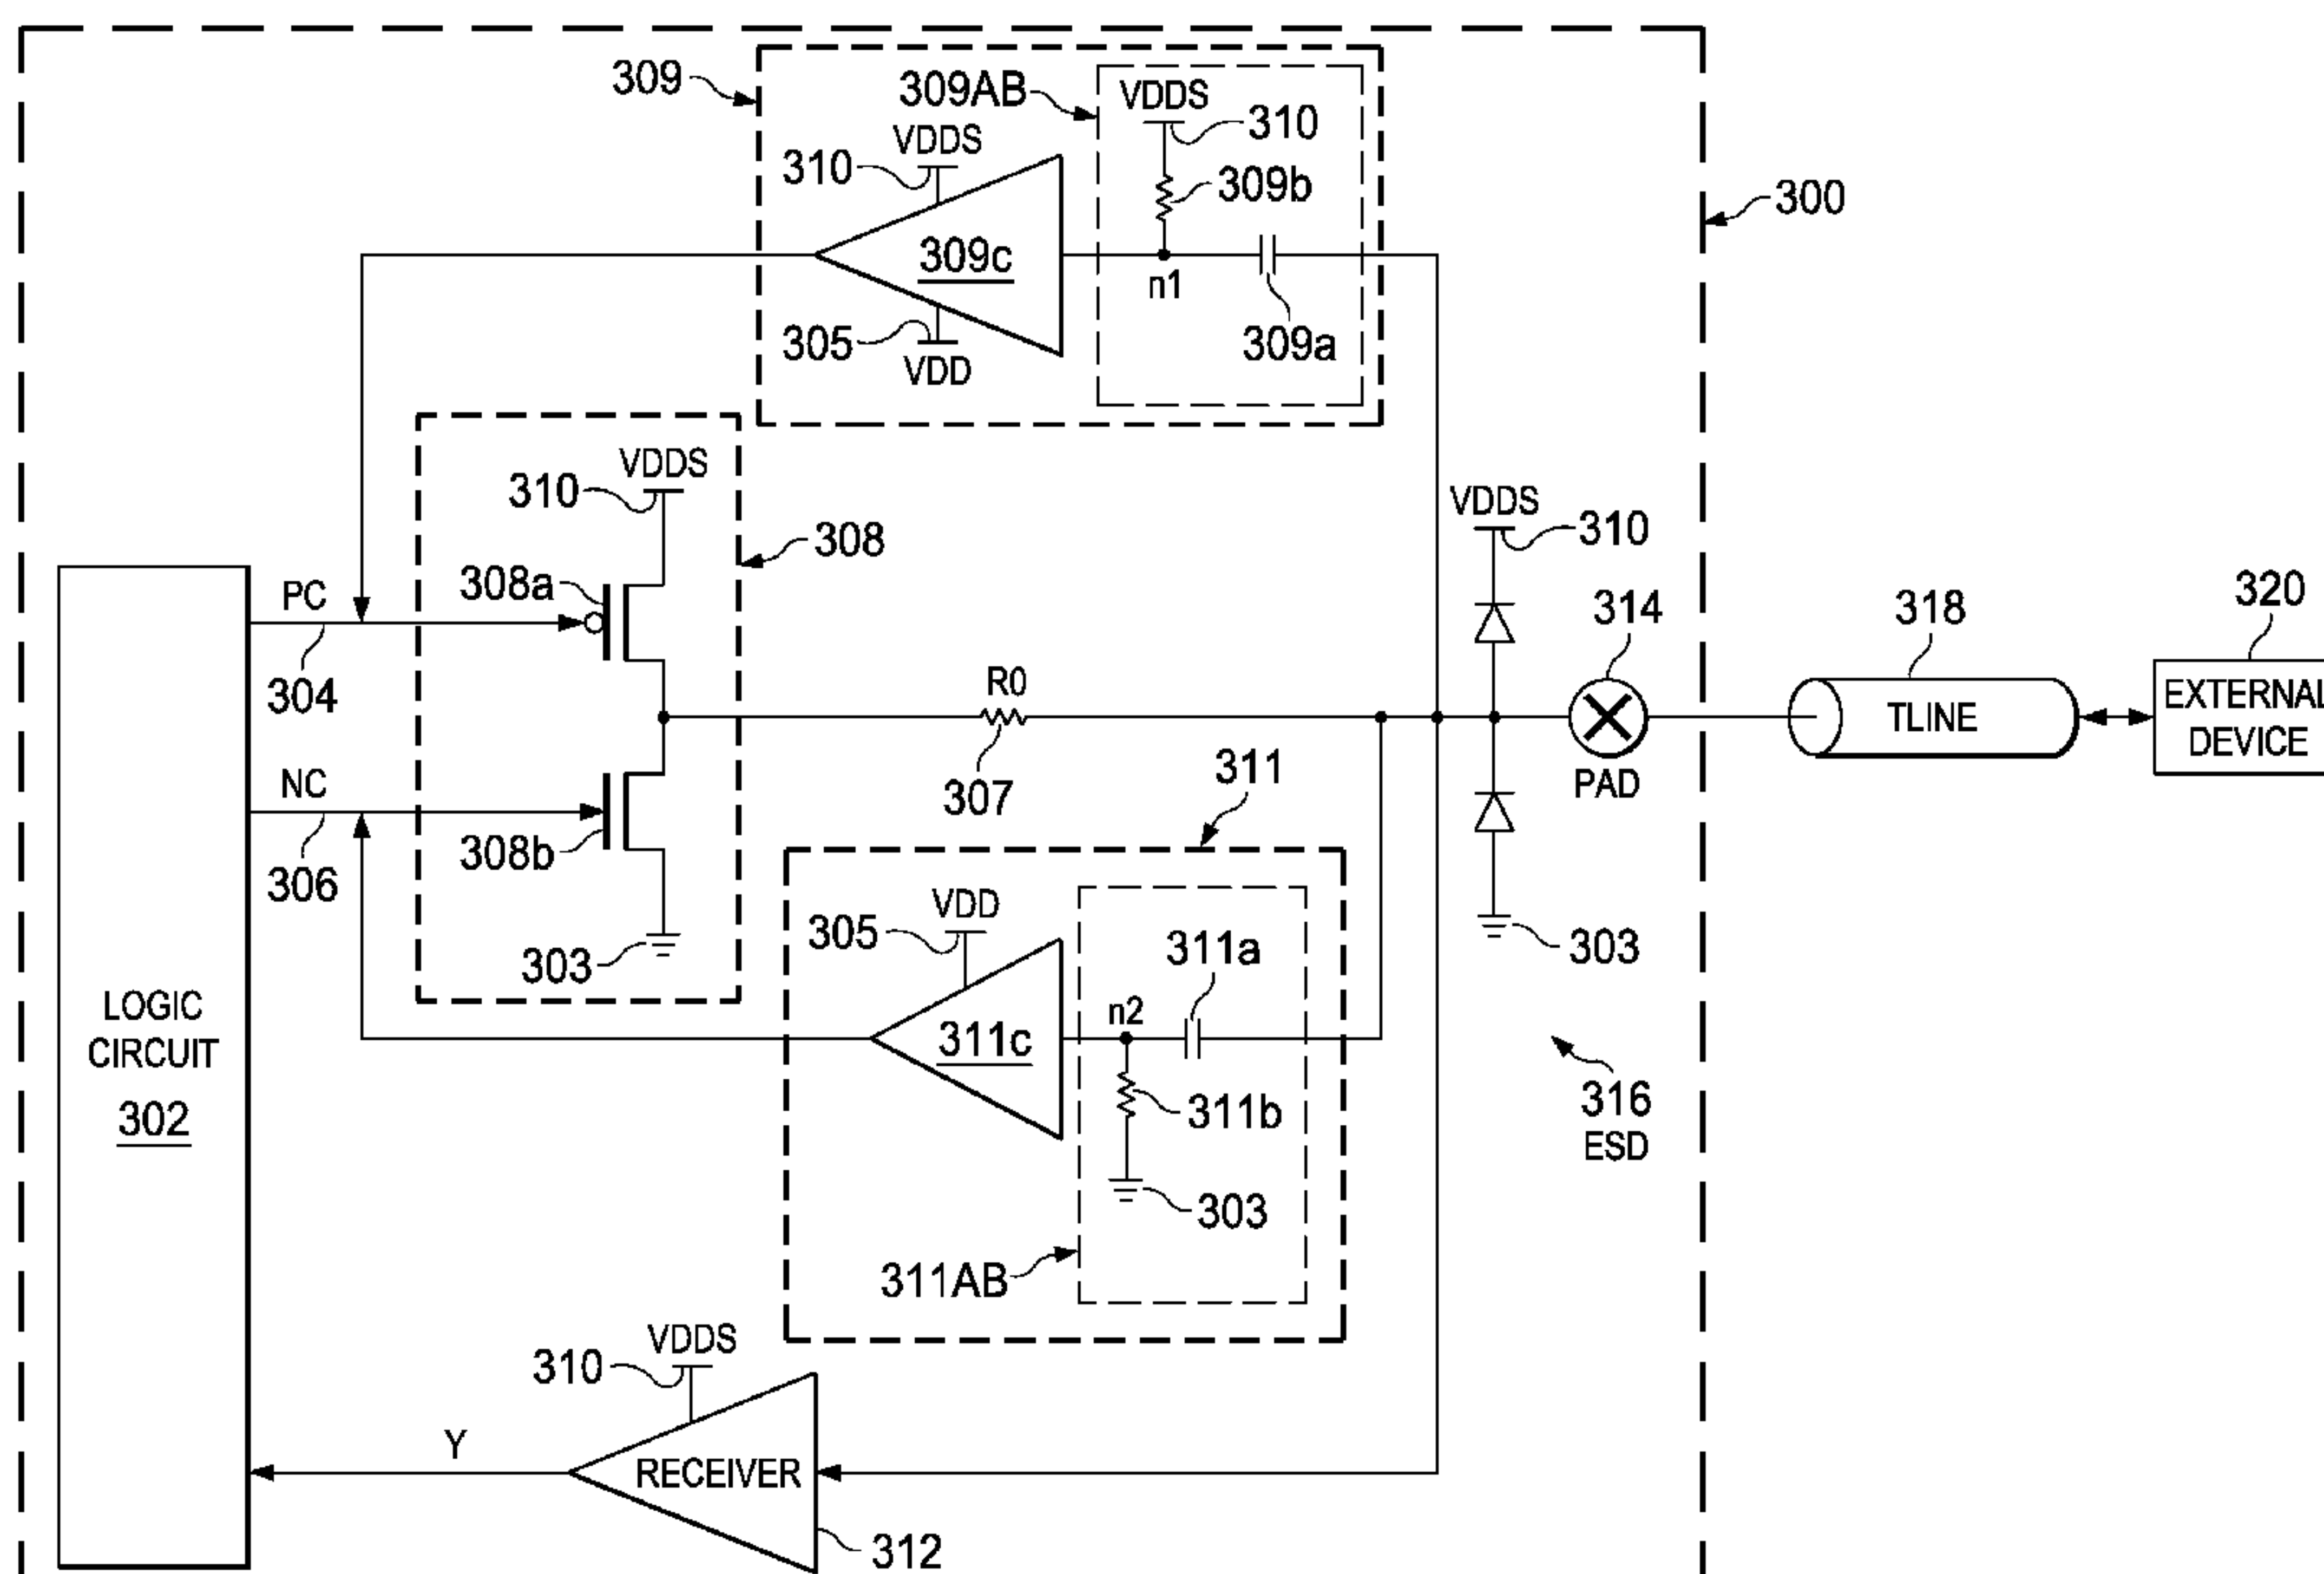 309
309AB
VDDS
310
309b
VDDS
310
309c
n1
309a
305
VDD
300
VDDS
310
308
308a
PC
304
R0
307
NC
306
308b
303
VDDS
310
314
PAD
318
TLINE
320
EXTERNAL
DEVICE
311
VDD
305
311a
n2
311c
311b
303
311AB
303
316
ESD
LOGIC
CIRCUIT
302
VDDS
310
Y
RECEIVER
312